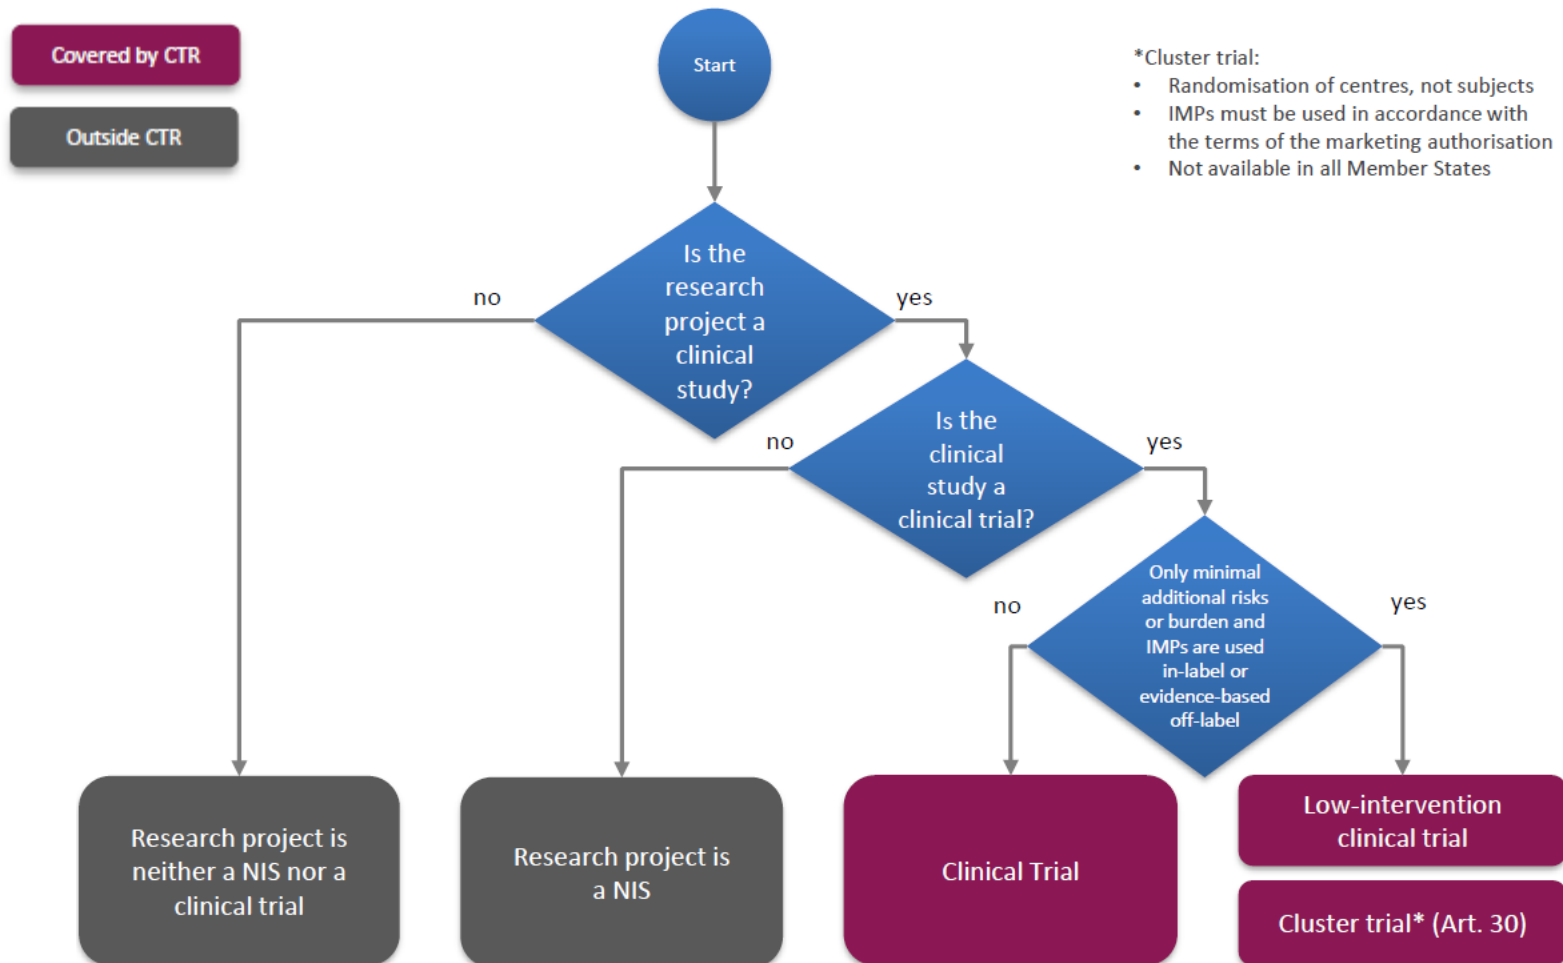 Covered by CTR
Outside CTR
Start
*Cluster trial:
• Randomisation of centres, not subjects
• IMPs must be used in accordance with
the terms of the marketing authorisation
• Not available in all Member States
Is the
research
project a
clinical
study?
no
yes
Is the
clinical
study a
clinical trial?
no
yes
Only minimal
additional risks
or burden and
IMPs are used
in-label or
evidence-based
off-label
no
yes
Research project is
neither a NIS nor a
clinical trial
Research project is
a NIS
Clinical Trial
Low-intervention
clinical trial
Cluster trial* (Art. 30)